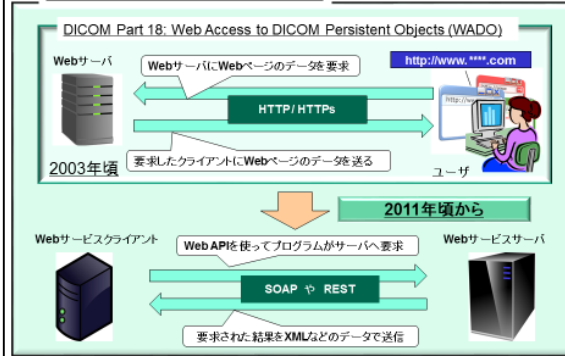 DICOM Part 18: Web Access to DICOM Persistent Objects (WADO)
Webサーバ
WebサーバにWebページのデータを要求
http://www.****.com
HTTP/HTTPs
要求したクライアントにWebページのデータを送る
2003年頃
ユーザ
2011年頃から
Webサービスクライアント
Web APIを使ってプログラムがサーバへ要求
Webサービスサーバ
SOAP や REST
要求された結果をXMLなどのデータで送信